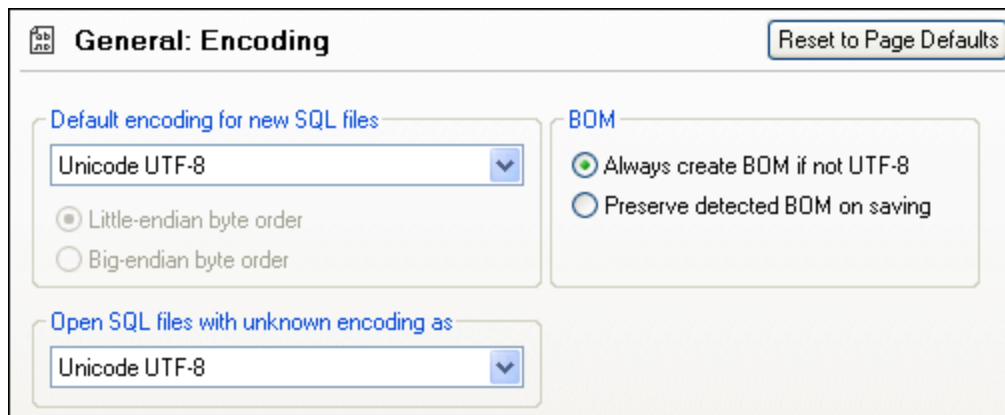 General: Encoding
Reset to Page Defaults
Default encoding for new SQL files
Unicode UTF-8
Little-endian byte order
Big-endian byte order
BOM
Always create BOM if not UTF-8
Preserve detected BOM on saving
Open SQL files with unknown encoding as
Unicode UTF-8